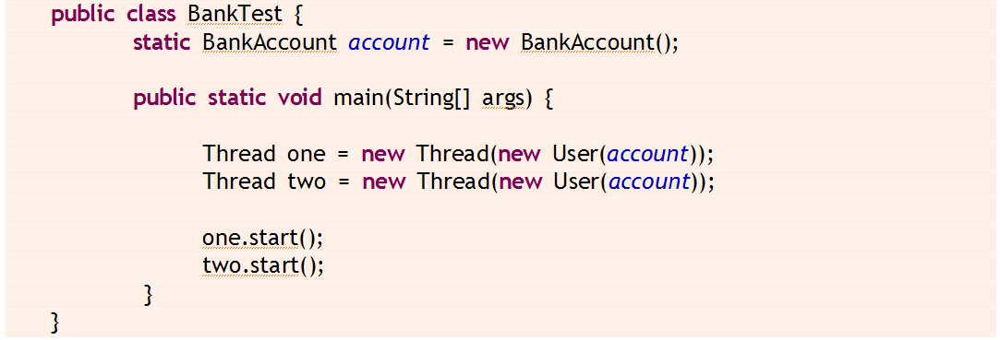 public class BankTest {
static BankAccount account = new BankAccount();
public static void main(String[] args) {
Thread one = new Thread(new User(account));
Thread two = new Thread(new User(account));
one.start();
two.start();
}
}